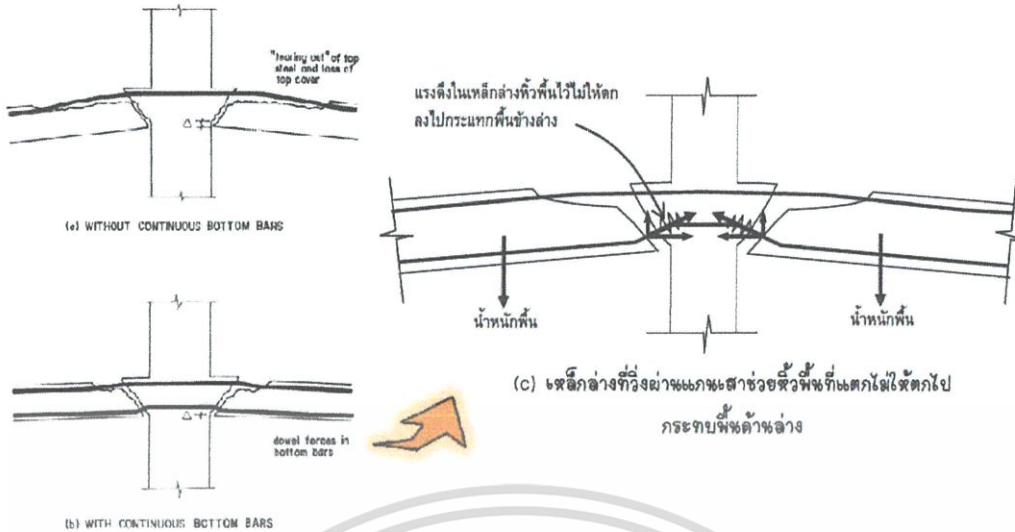 "tearing out" of top
steel and loss of
top cover
Δ
(a) WITHOUT CONTINUOUS BOTTOM BARS
Δ
dowel forces in
bottom bars
(b) WITH CONTINUOUS BOTTOM BARS
แรงดึงในเหล็กล่างหิ้วพื้นไว้ไม่ให้ตก
ลงไปกระแทกพื้นข้างล่าง
น้ำหนักพื้น
น้ำหนักพื้น
(c) เหล็กล่างที่วิ่งผ่านแกนเสาช่วยหิ้วพื้นที่แตกไม่ให้ตกไป
กระทบพื้นด้านล่าง